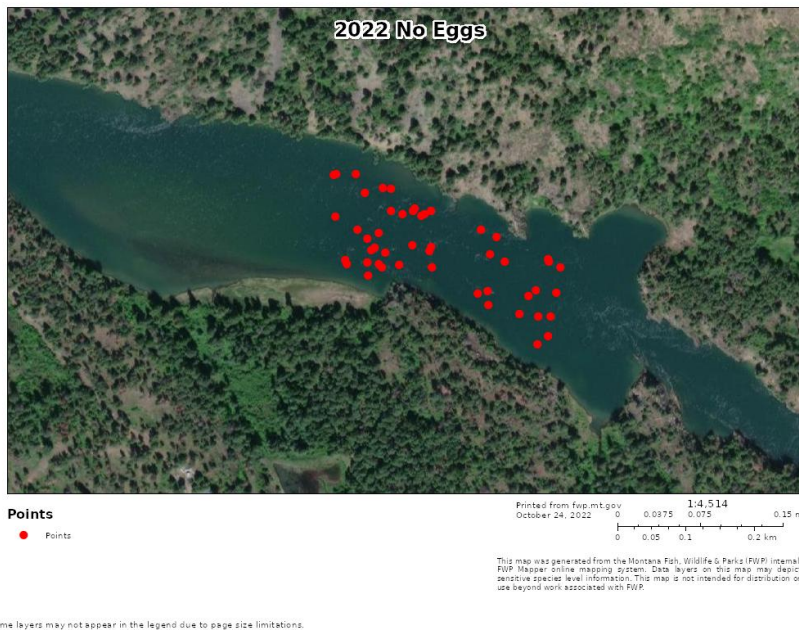 2022 No Eggs
Points
Points
Printed from fwp.mt.gov
October 24, 2022
1:4,514
0 0.0375 0.075 0.15
0 0.05 0.1 0.2 km
This map was generated from the Montana Fish, Wildlife & Parks (FWP) internal
FWP Mapper online mapping system. Data layers on this map may depic
sensitive species level information. This map is not intended for distribution o
use beyond work associated with FWP.
me layers may not appear in the legend due to page size limitations.